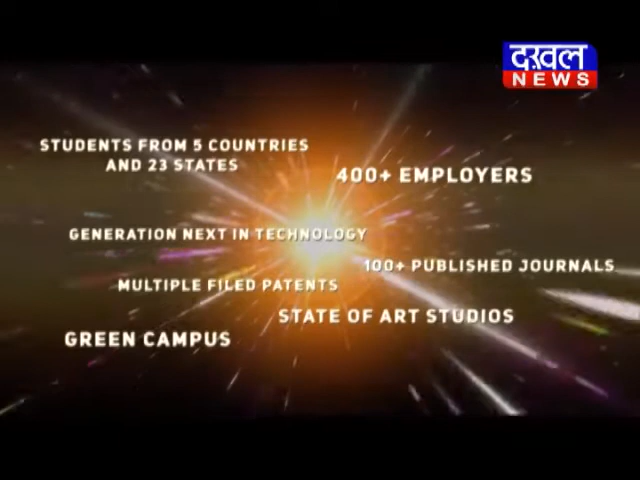 दख़ल
NEWS
STUDENTS FROM 5 COUNTRIES
AND 23 STATES
400+ EMPLOYERS
GENERATION NEXT IN TECHNOLOGY
100+ PUBLISHED JOURNALS
MULTIPLE FILED PATENTS
STATE OF ART STUDIOS
GREEN CAMPUS